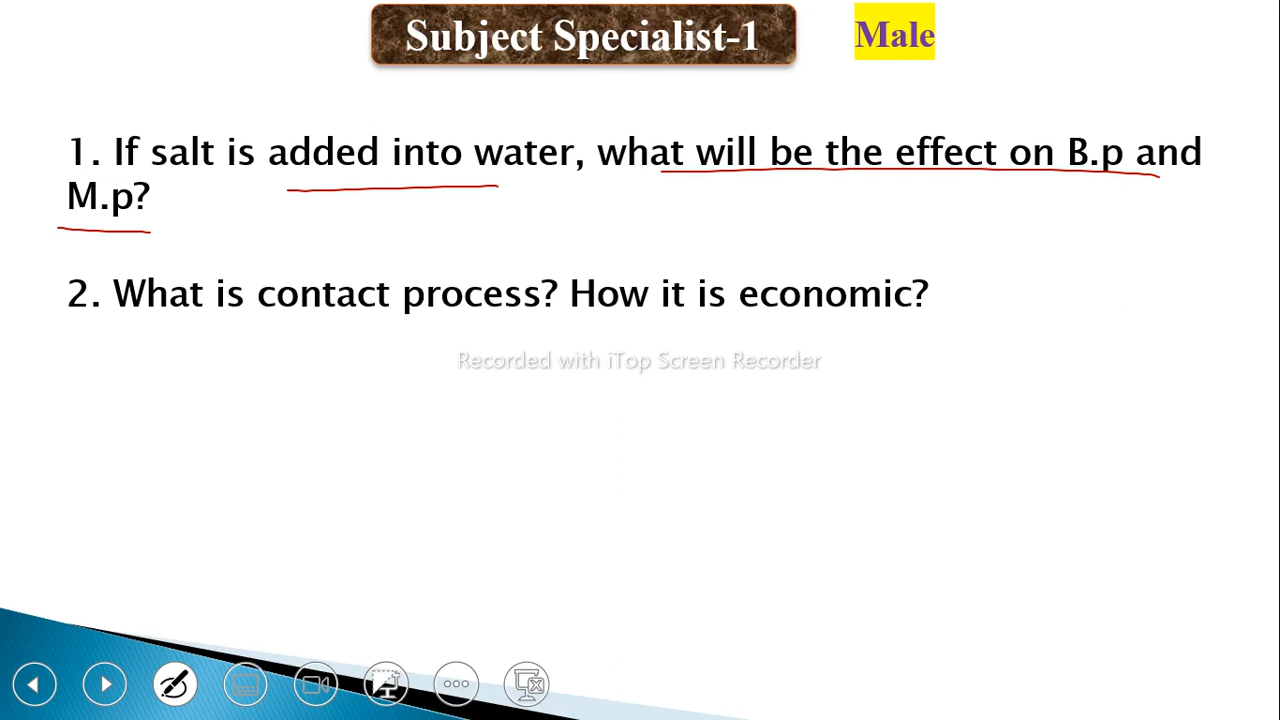 Subject Specialist-1 Male
1. If salt is added into water, what will be the effect on B.p and
M.p?
2. What is contact process? How it is economic?
Recorded with iTop Screen Recorder